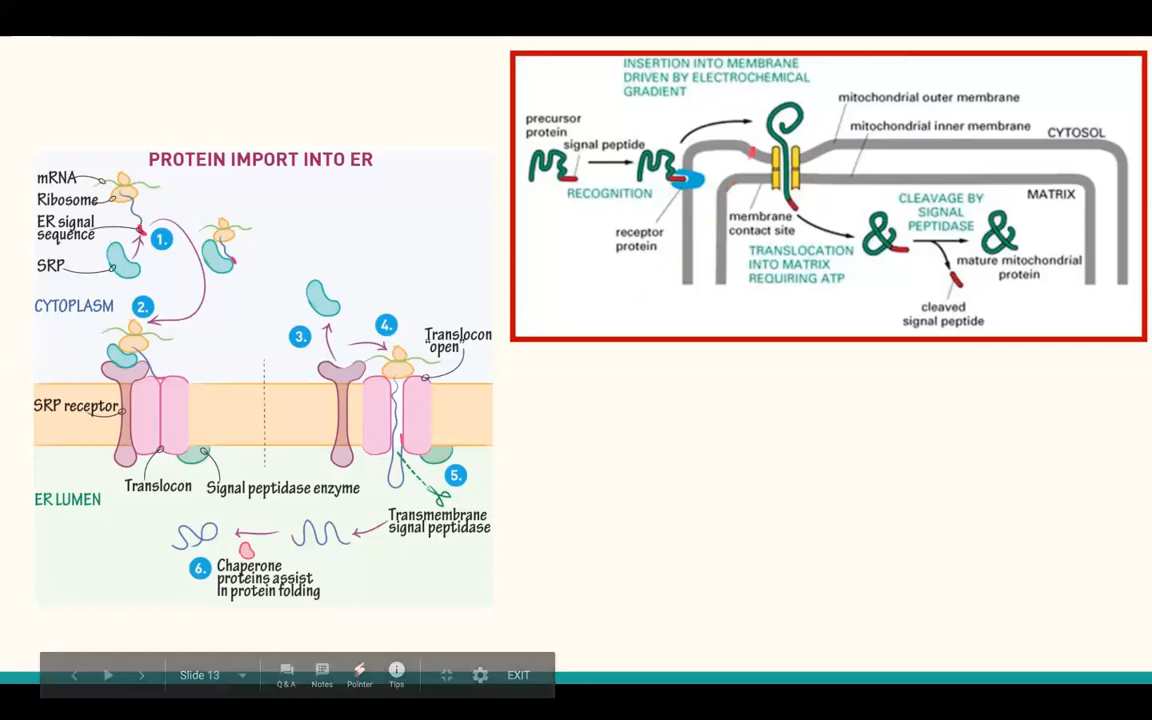 PROTEIN IMPORT INTO ER
mRNA
Ribosome
ER signal
sequence
1.
SRP
CYTOPLASM
2.
3.
4.
Translocon
"open"
SRP receptor
Translocon
Signal peptidase enzyme
5.
ER LUMEN
Transmembrane
signal peptidase
6.
Chaperone
proteins assist
In protein folding
INSERTION INTO MEMBRANE
DRIVEN BY ELECTROCHEMICAL
GRADIENT
precursor
protein
signal peptide
RECOGNITION
receptor
protein
mitochondrial outer membrane
mitochondrial inner membrane
CYTOSOL
MATRIX
membrane
contact site
TRANSLOCATION
INTO MATRIX
REQUIRING ATP
CLEAVAGE BY
SIGNAL
PEPTIDASE
mature mitochondrial
protein
cleaved
signal peptide
Slide 13
Q & A
Notes
Pointer
Tips
EXIT